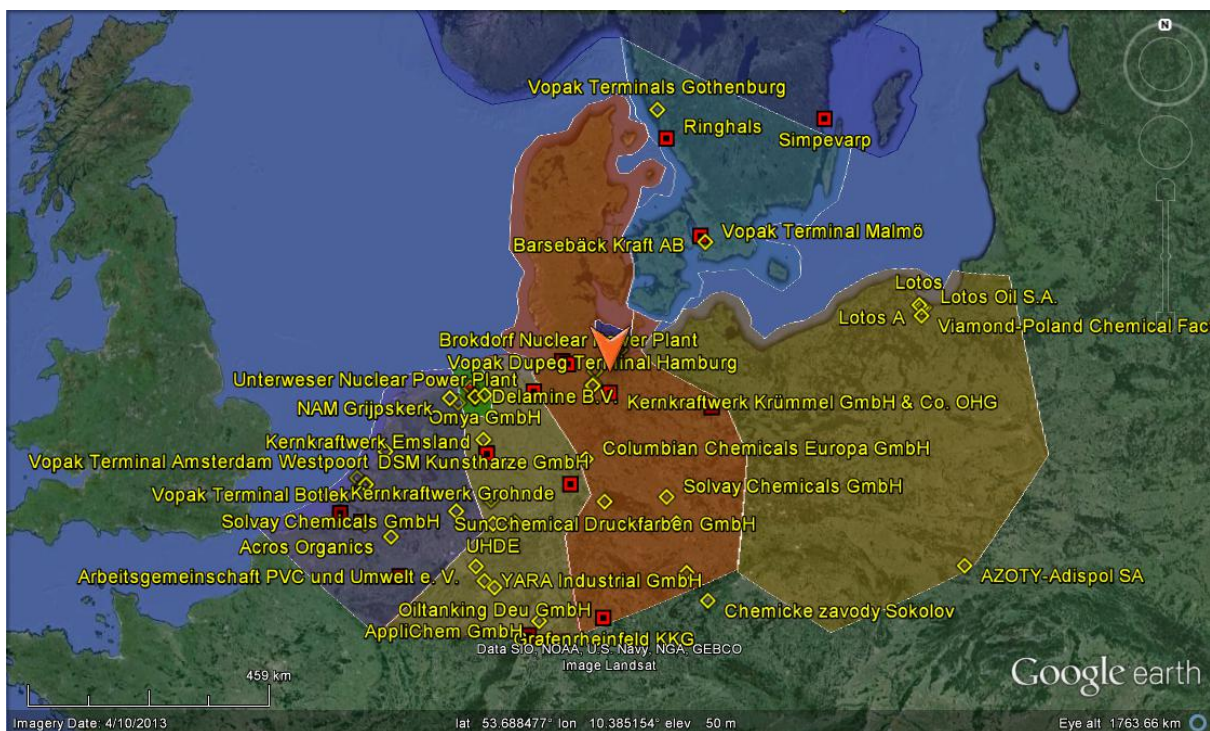 N
Vopak Terminals Gothenburg
Ringhals
Simpevarp
Barsebäck Kraft AB
Vopak Terminal Malmö
Lotos
Lotos Oil S.A.
Lotos A
Viamond-Poland Chemical Fac
Brokdorf Nuclear Power Plant
Vopak Dupeg Terminal Hamburg
Unterweser Nuclear Power Plant
Delamine B.V.
NAM Grijpskerk
Kernkraftwerk Krümmel GmbH & Co. OHG
Omya GmbH
Kernkraftwerk Emsland
Columbian Chemicals Europa GmbH
Vopak Terminal Amsterdam Westpoort
DSM Kunstharze GmbH
Solvay Chemicals GmbH
Vopak Terminal Botlek
Kernkraftwerk Grohnde
Solvay Chemicals GmbH
Sun Chemical Druckfarben GmbH
Acros Organics
UHDE
Arbeitsgemeinschaft PVC und Umwelt e. V.
YARA Industrial GmbH
AZOTY-Adispol SA
Oiltanking Deu GmbH
Chemicke zavody Sokolov
AppliChem GmbH
Grafenrheinfeld KKG
Data SIO, NOAA, U.S. Navy, NGA, GEBCO
Image Landsat
459 km
Google earth
Imagery Date: 4/10/2013
lat 53.688477° lon 10.385154° elev 50 m
Eye alt 1763.66 km